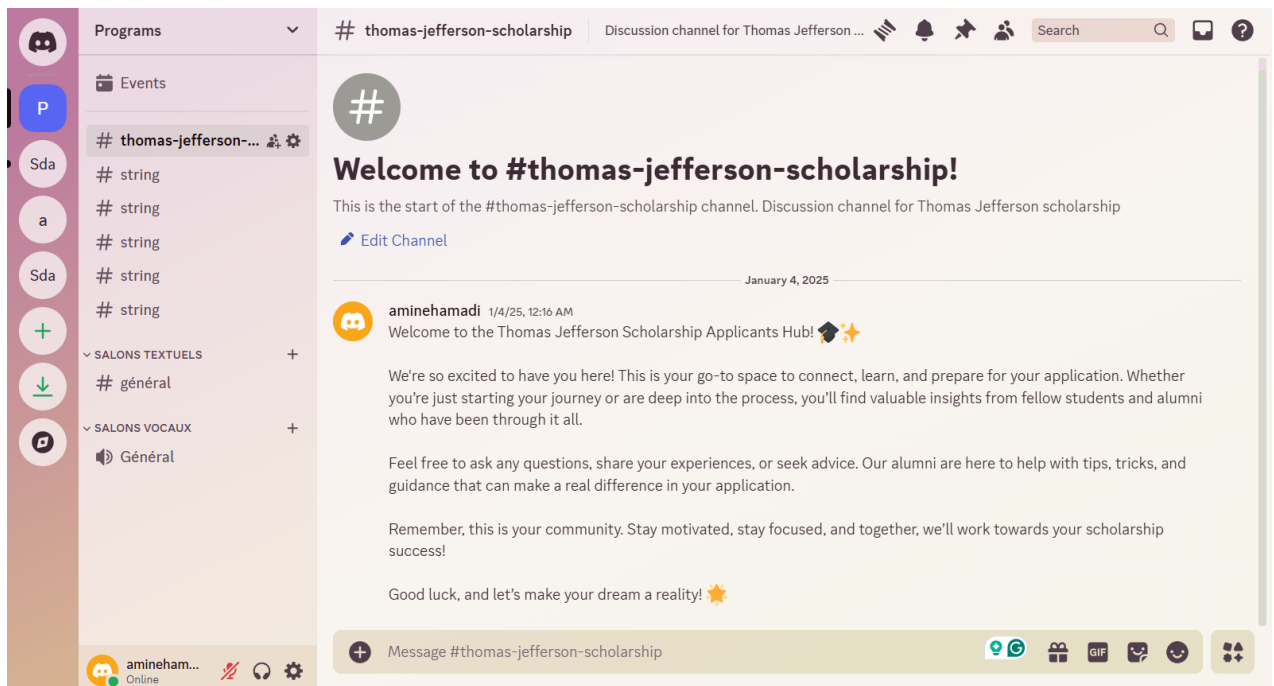 Programs
# thomas-jefferson-scholarship
Discussion channel for Thomas Jefferson ...
Search
P
Sda
a
Sda
Events
# thomas-jefferson-...
# string
# string
# string
# string
# string
SALONS TEXTUELS +
# général
SALONS VOCAUX +
Général
amineham...
Online
#
Welcome to #thomas-jefferson-scholarship!
This is the start of the #thomas-jefferson-scholarship channel. Discussion channel for Thomas Jefferson scholarship
Edit Channel
January 4, 2025
aminehamadi 1/4/25, 12:16 AM
Welcome to the Thomas Jefferson Scholarship Applicants Hub! 🎓✨
We're so excited to have you here! This is your go-to space to connect, learn, and prepare for your application. Whether
you're just starting your journey or are deep into the process, you'll find valuable insights from fellow students and alumni
who have been through it all.
Feel free to ask any questions, share your experiences, or seek advice. Our alumni are here to help with tips, tricks, and
guidance that can make a real difference in your application.
Remember, this is your community. Stay motivated, stay focused, and together, we'll work towards your scholarship
success!
Good luck, and let's make your dream a reality! 🌟
Message #thomas-jefferson-scholarship
GIF